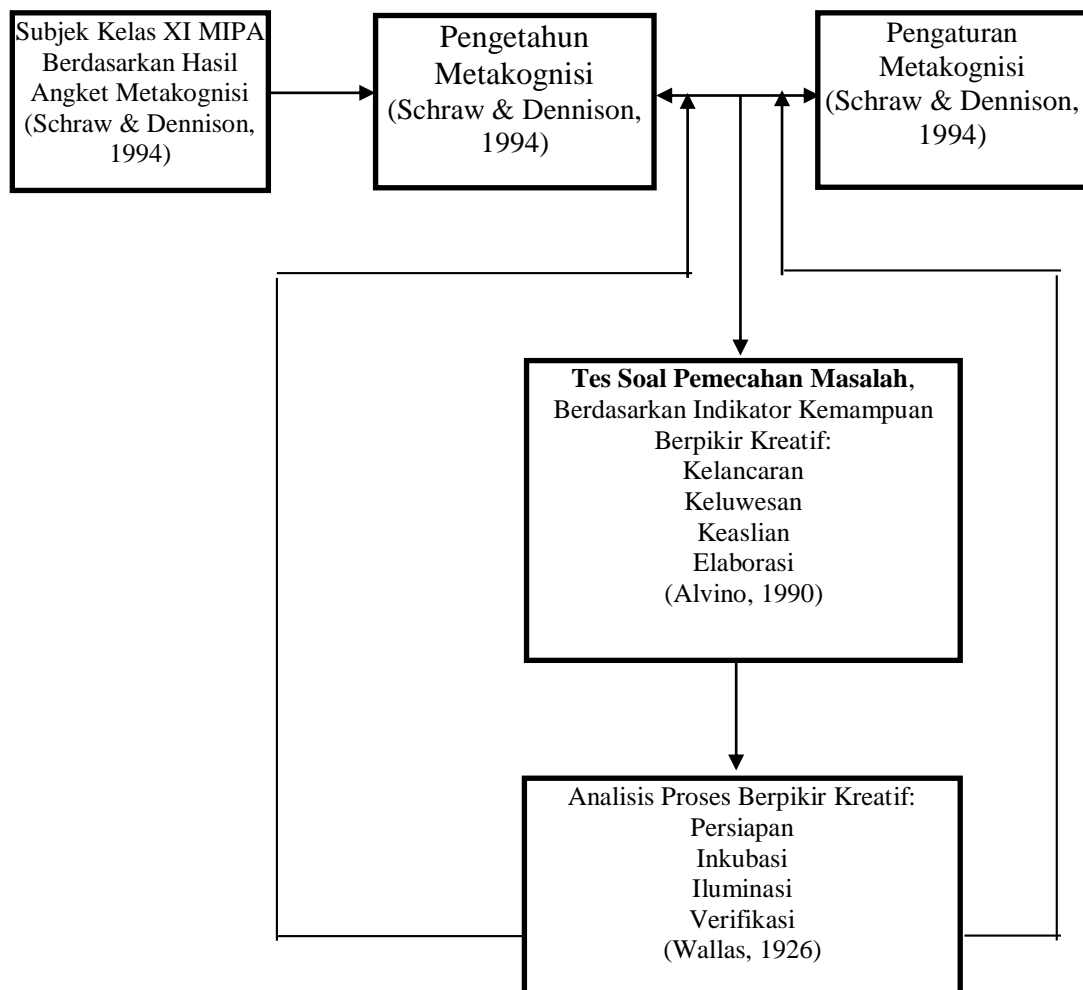 Subjek Kelas XI MIPA
Berdasarkan Hasil
Angket Metakognisi
(Schraw & Dennison,
1994)
Pengetahun
Metakognisi
(Schraw & Dennison,
1994)
Pengaturan
Metakognisi
(Schraw & Dennison,
1994)
Tes Soal Pemecahan Masalah,
Berdasarkan Indikator Kemampuan
Berpikir Kreatif:
Kelancaran
Keluwesan
Keaslian
Elaborasi
(Alvino, 1990)
Analisis Proses Berpikir Kreatif:
Persiapan
Inkubasi
Iluminasi
Verifikasi
(Wallas, 1926)